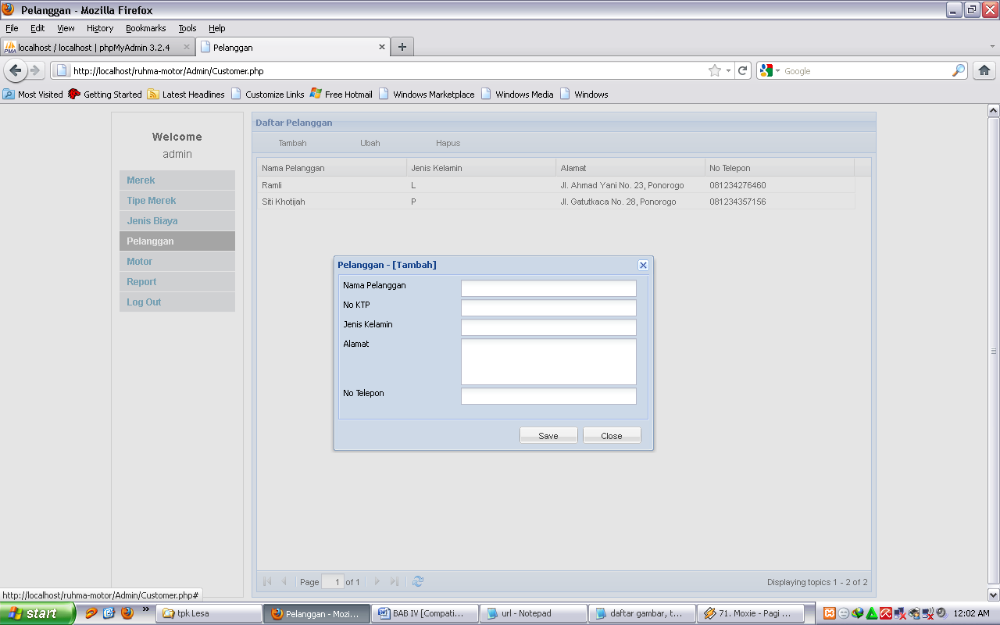 Pelanggan - Mozilla Firefox
File Edit View History Bookmarks Tools Help
localhost / localhost | phpMyAdmin 3.2.4
Pelanggan
http://localhost/ruhma-motor/Admin/Customer.php
Google
Most Visited Getting Started Latest Headlines Customize Links Free Hotmail Windows Marketplace Windows Media Windows
Welcome
admin
Merek
Tipe Merek
Jenis Biaya
Pelanggan
Motor
Report
Log Out
Daftar Pelanggan
Tambah Ubah Hapus
Nama Pelanggan Jenis Kelamin Alamat No Telepon
Ramli L Jl. Ahmad Yani No. 23, Ponorogo 081234276460
Siti Khotijah P Jl. Gatutkaca No. 28, Ponorogo 081234357156
Pelanggan - [Tambah]
Nama Pelanggan
No KTP
Jenis Kelamin
Alamat
No Telepon
Save Close
Page 1 of 1
Displaying topics 1 - 2 of 2
http://localhost/ruhma-motor/Admin/Customer.php#
start
tpk Lesa
Pelanggan - Mozi...
BAB IV [Compati...
url - Notepad
daftar gambar, t...
71. Moxie - Pagi ...
12:02 AM